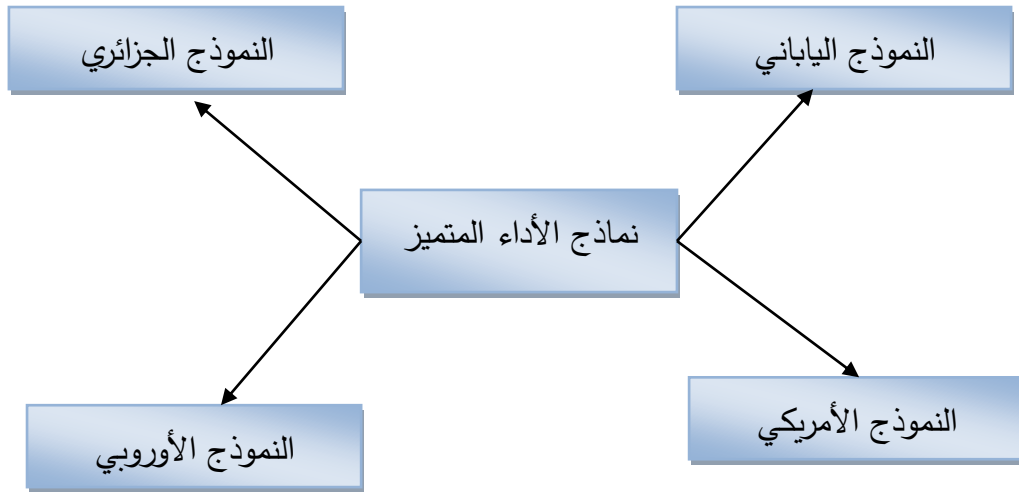 النموذج الياباني
النموذج الجزائري
نماذج الأداء المتميز
النموذج الأمريكي
النموذج الأوروبي